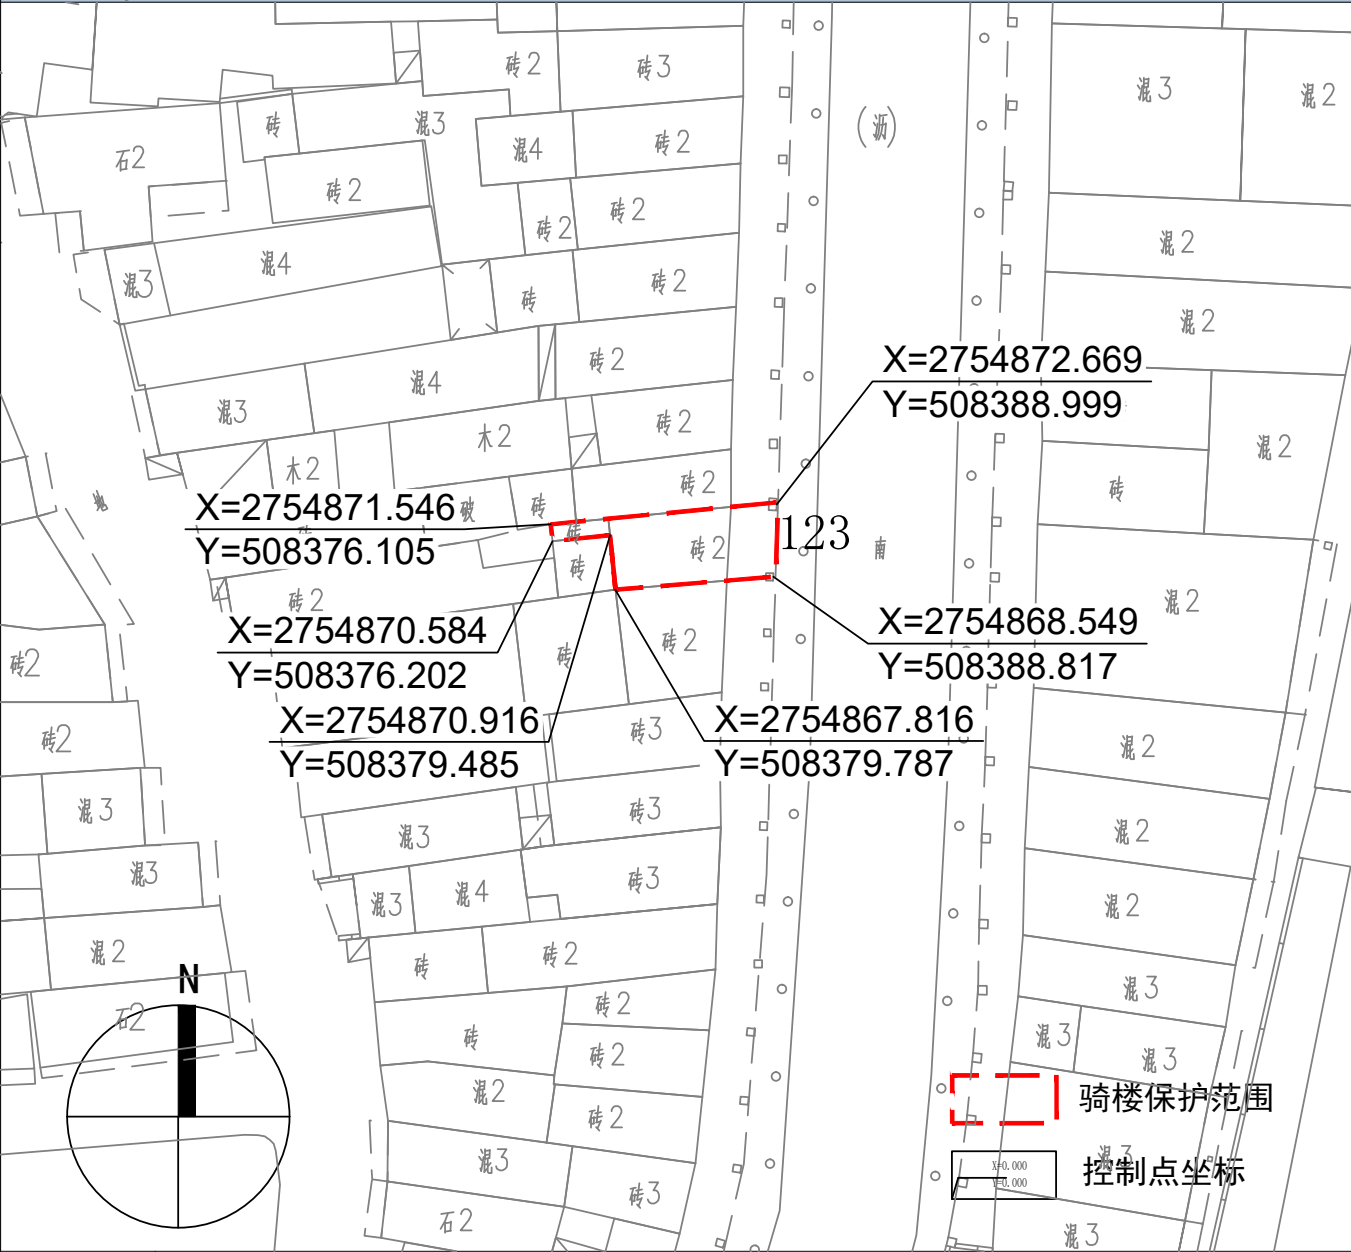 砖2
砖3
混3
混2
砖
混3
(沥)
石2
混4
砖2
砖2
砖2
砖2
混2
混4
混3
砖
砖2
混2
X=2754872.669
Y=508388.999
砖2
混4
混3
木2
砖2
混2
木2
砖2
砖
X=2754871.546
Y=508376.105
破
砖
砖
砖
砖2
123
南
砖2
混2
X=2754868.549
Y=508388.817
X=2754870.584
Y=508376.202
砖
砖2
砖2
X=2754870.916
Y=508379.485
砖3
X=2754867.816
Y=508379.787
砖2
混2
混3
混3
砖3
混2
混3
混3
混4
砖3
混2
混2
砖
砖2
N
混3
石2
砖2
砖
混3
砖2
混3
混2
骑楼保护范围
砖2
混3
混3
X=0.000
Y=0.000
控制点坐标
砖3
石2
混3